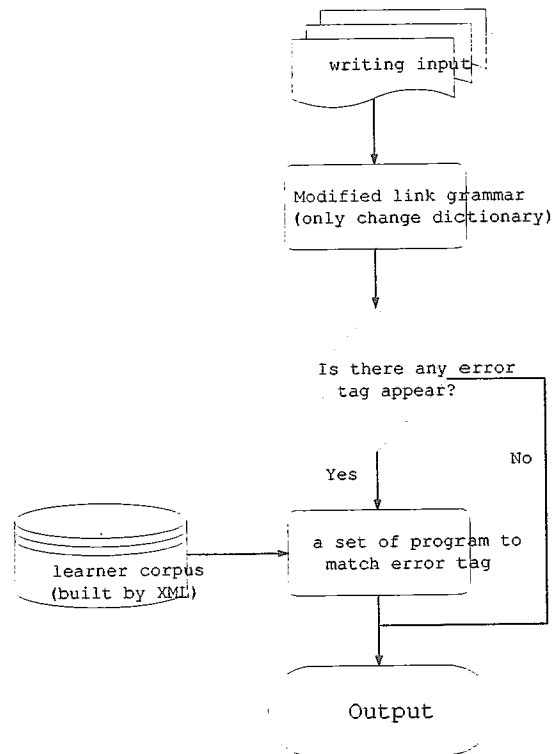 writing input
Modified link grammar
(only change dictionary)
Is there any error
tag appear?
No
Yes
a set of program to
match error tag
learner corpus
(built by XML)
Output